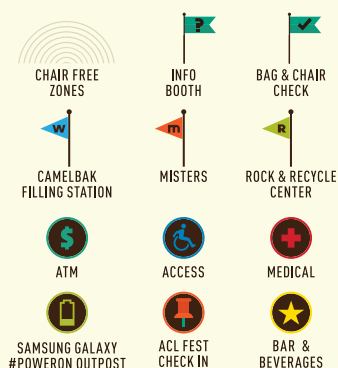 ?
CHAIR FREE
ZONES
INFO
BOOTH
BAG & CHAIR
CHECK
W
m
R
CAMELBAK
FILLING STATION
MISTERS
ROCK & RECYCLE
CENTER
$
ATM
ACCESS
MEDICAL
SAMSUNG GALAXY
#POWERON OUTPOST
ACL FEST
CHECK IN
BAR &
BEVERAGES